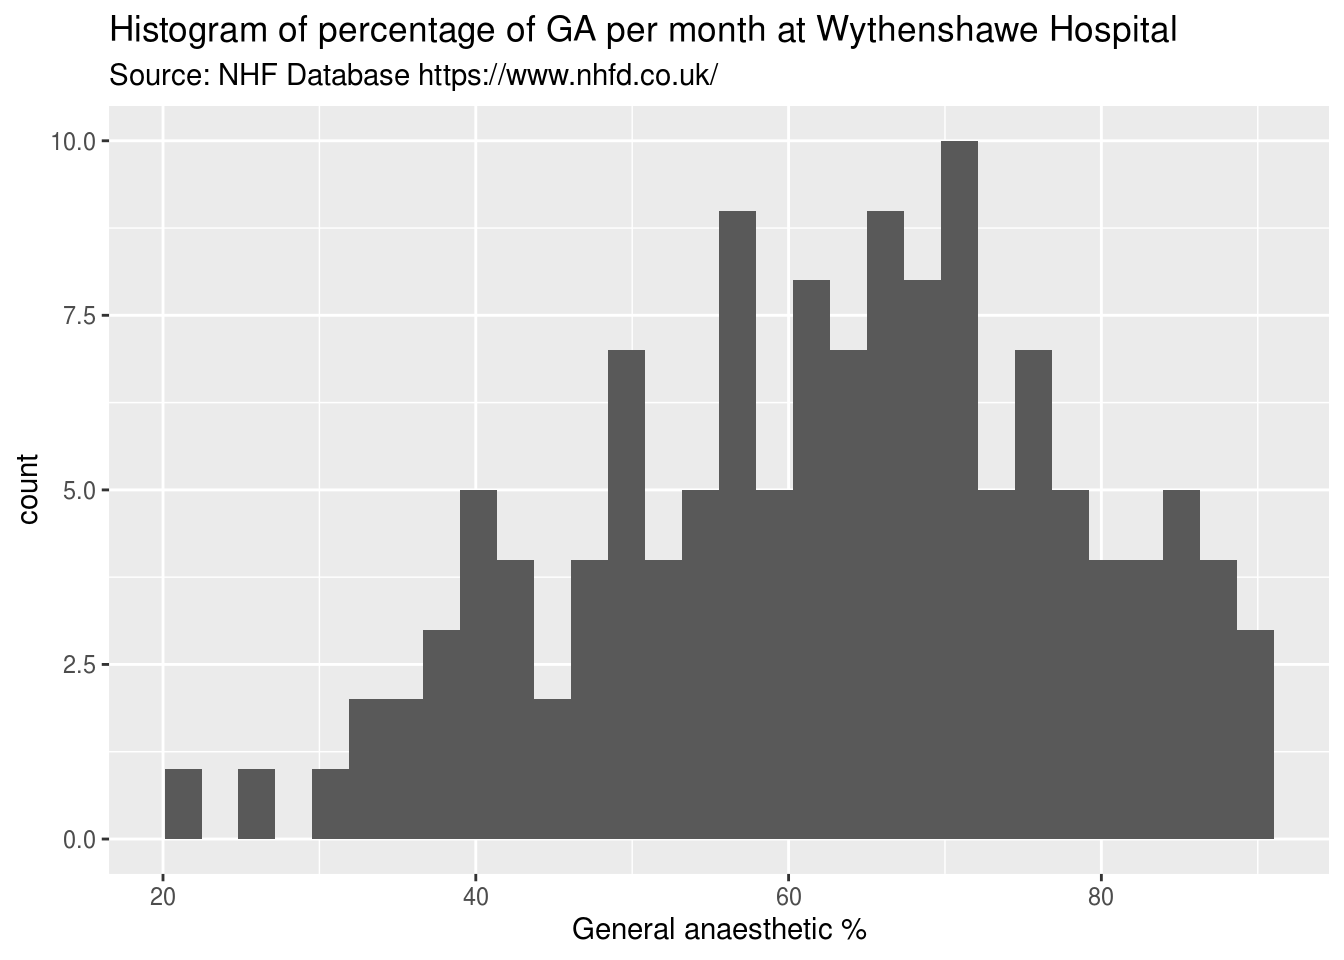 Histogram of percentage of GA per month at Wythenshawe Hospital
Source: NHF Database https://www.nhfd.co.uk/
10.0
7.5
5.0
2.5
0.0
count
20 40 60 80
General anaesthetic %